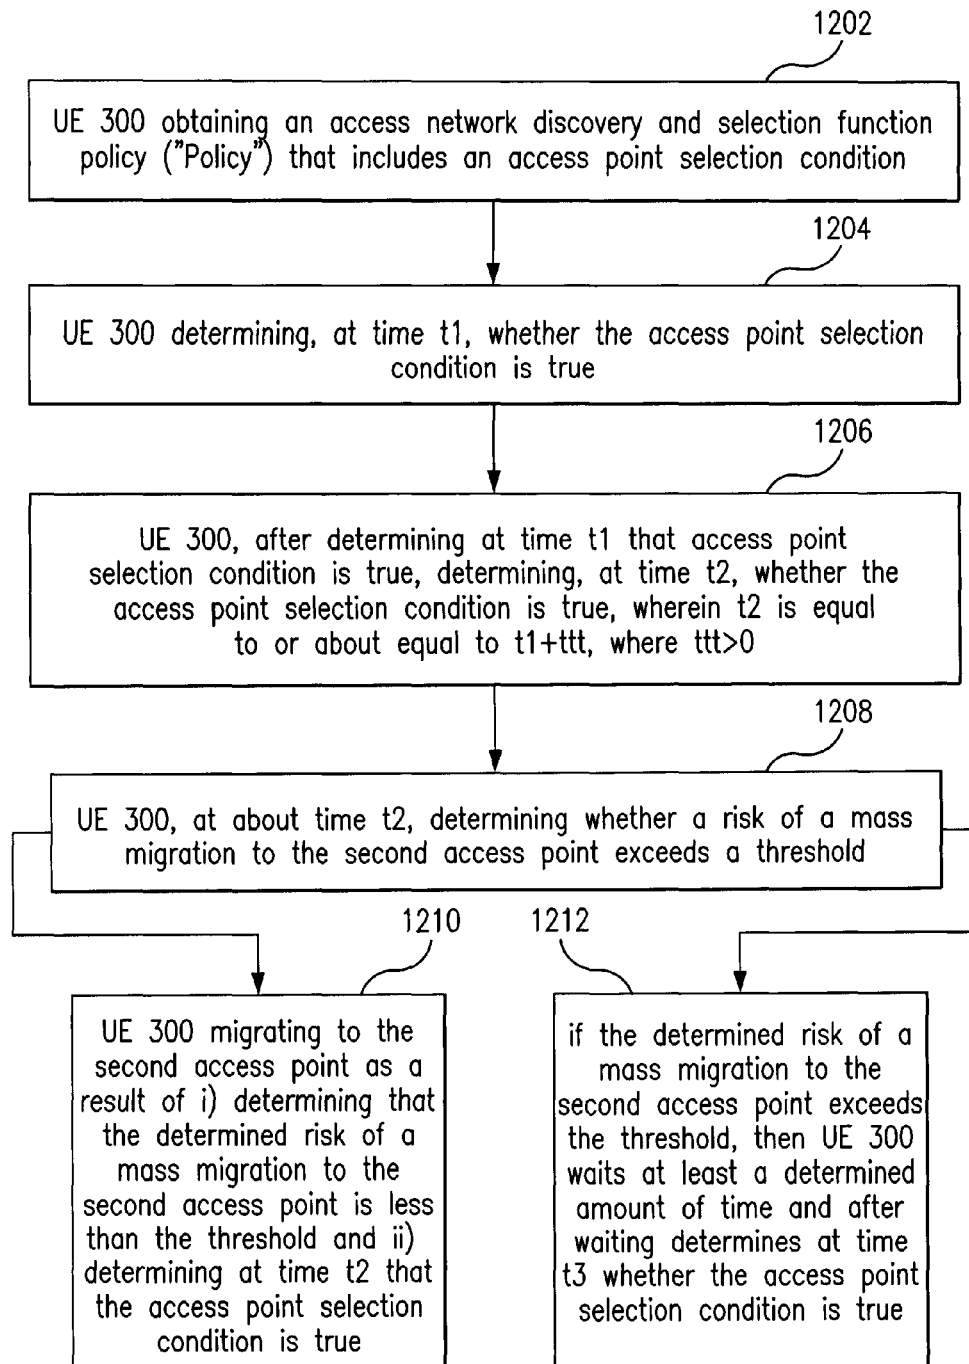 1202
UE 300 obtaining an access network discovery and selection function
policy ("Policy") that includes an access point selection condition
1204
UE 300 determining, at time t1, whether the access point selection
condition is true
1206
UE 300, after determining at time t1 that access point
selection condition is true, determining, at time t2, whether the
access point selection condition is true, wherein t2 is equal
to or about equal to t1+ttt, where ttt>0
1208
UE 300, at about time t2, determining whether a risk of a mass
migration to the second access point exceeds a threshold
1210
UE 300 migrating to the
second access point as a
result of i) determining that
the determined risk of a
mass migration to the
second access point is less
than the threshold and ii)
determining at time t2 that
the access point selection
condition is true
1212
if the determined risk of a
mass migration to the
second access point exceeds
the threshold, then UE 300
waits at least a determined
amount of time and after
waiting determines at time
t3 whether the access point
selection condition is true